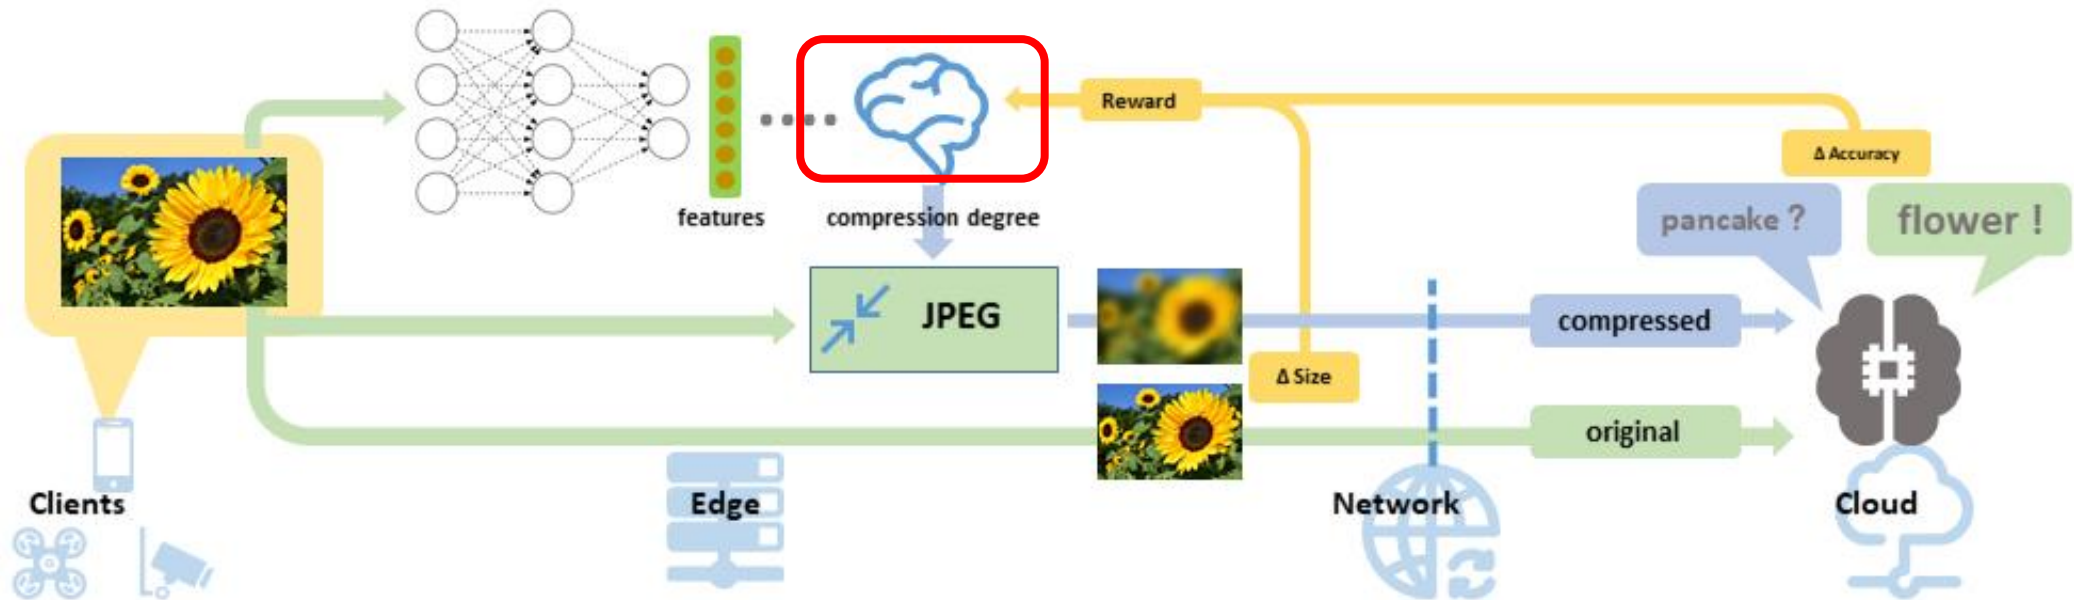 Reward
Δ Accuracy
features
compression degree
pancake ?
flower !
JPEG
compressed
Δ Size
original
Clients
Edge
Network
Cloud